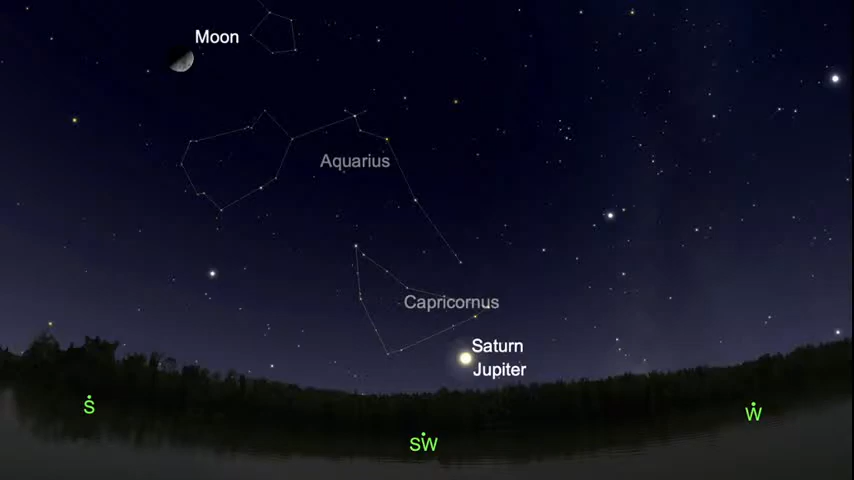 Moon
Aquarius
Capricornus
Saturn
Jupiter
S
SW
W